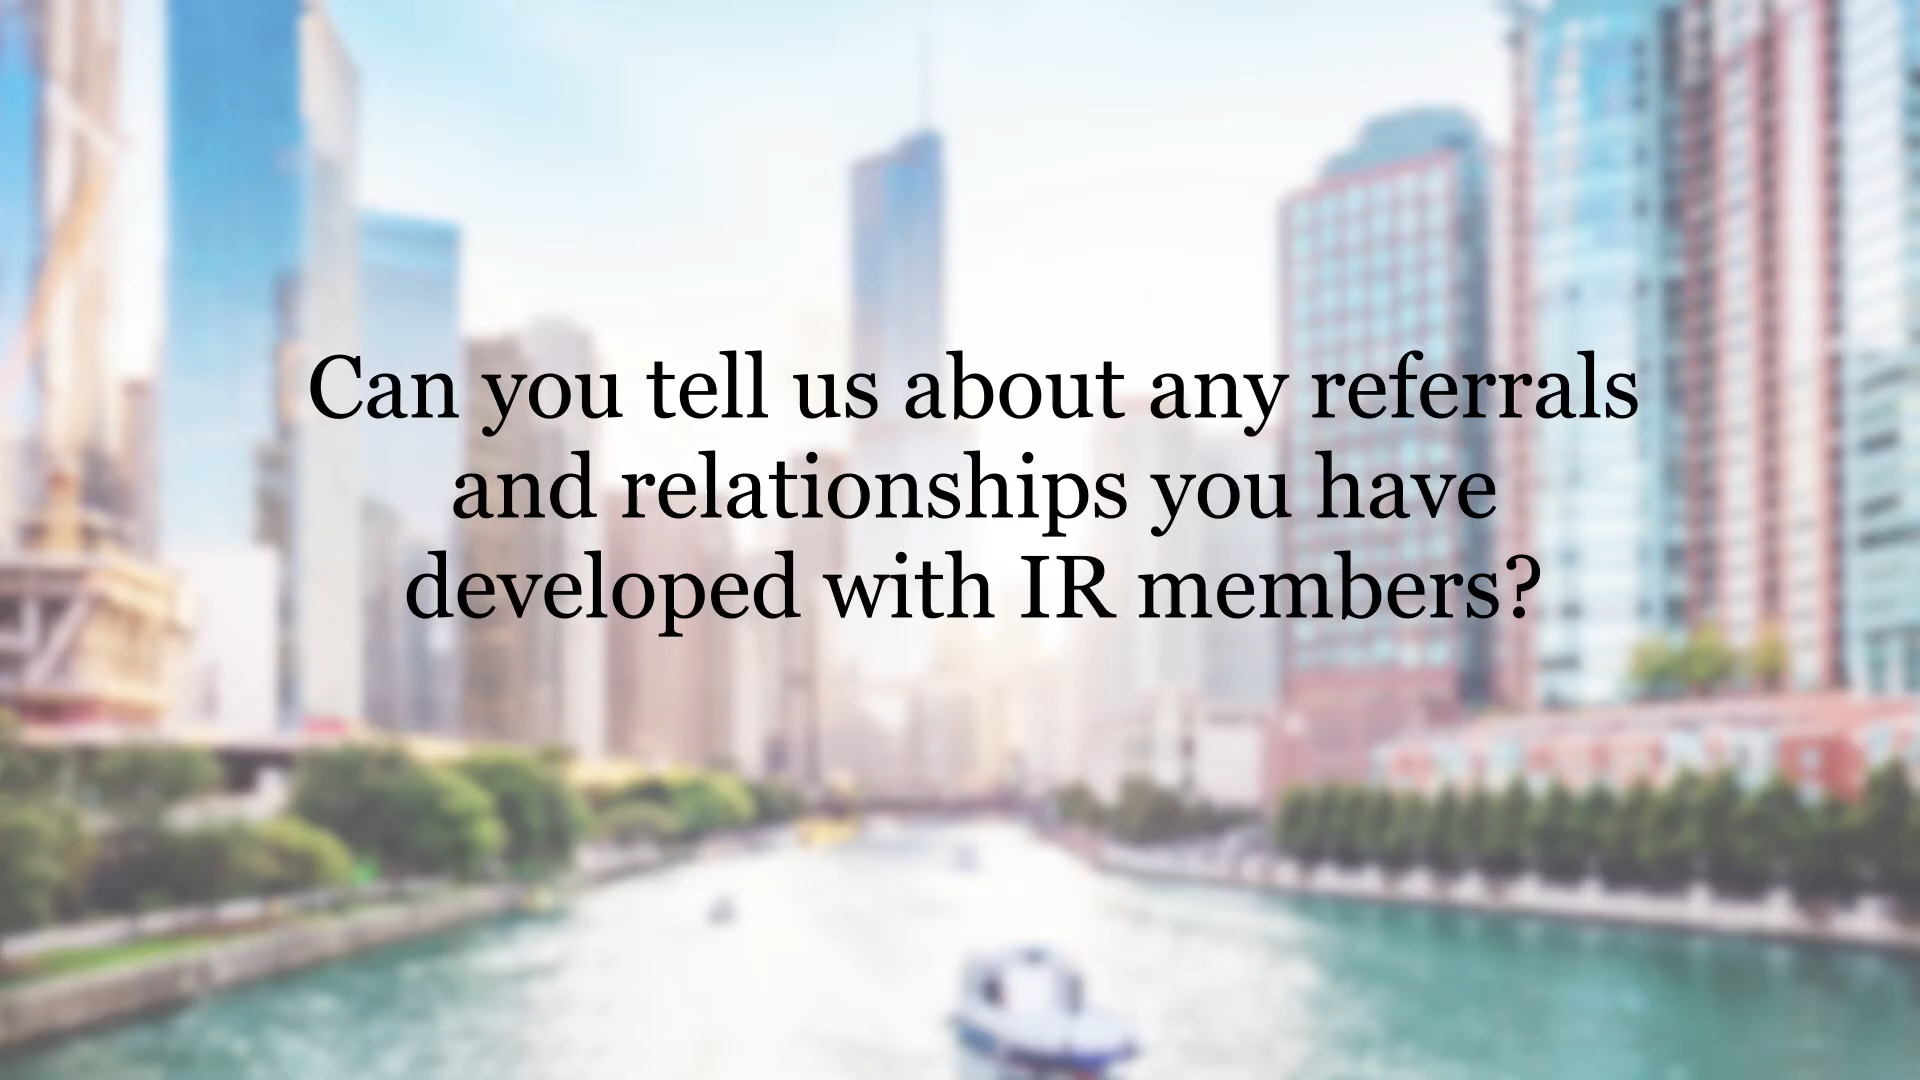 Can you tell us about any referrals
and relationships you have
developed with IR members?